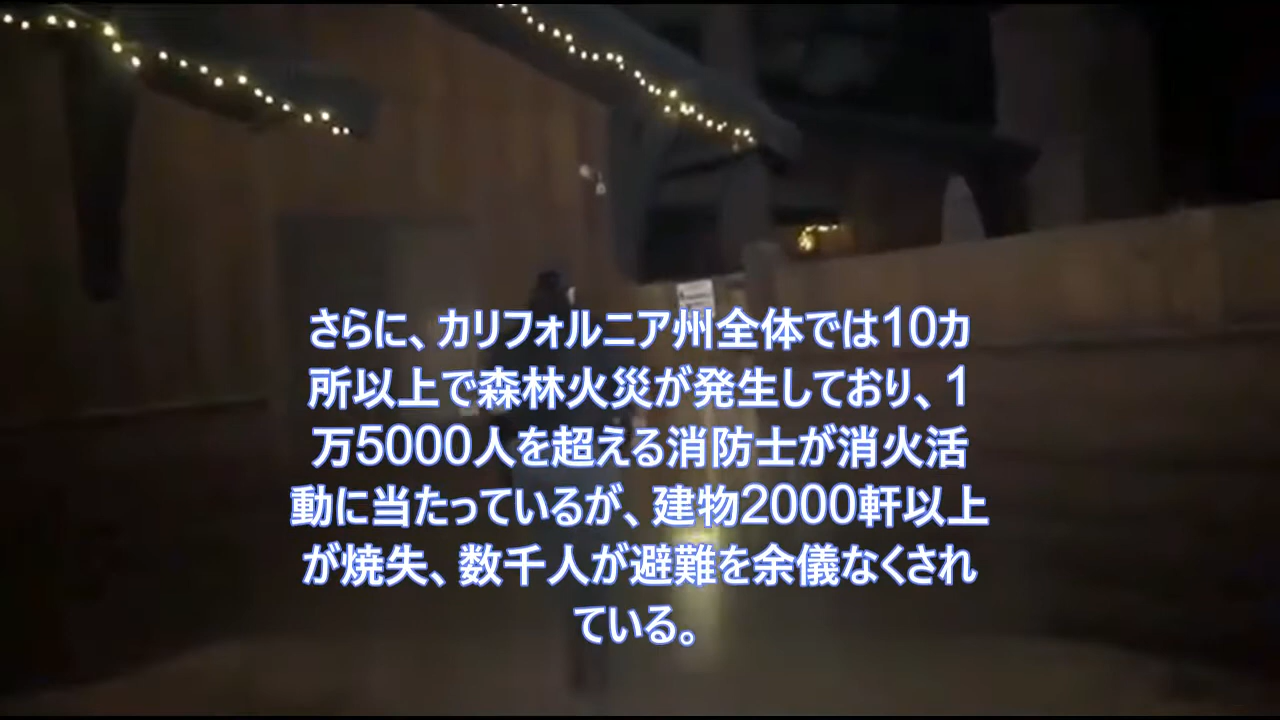 さらに、カリフォルニア州全体では10カ
所以上で森林火災が発生しており、1
万5000人を超える消防士が消火活
動に当たっているが、建物2000軒以上
が焼失、数千人が避難を余儀なくされ
ている。